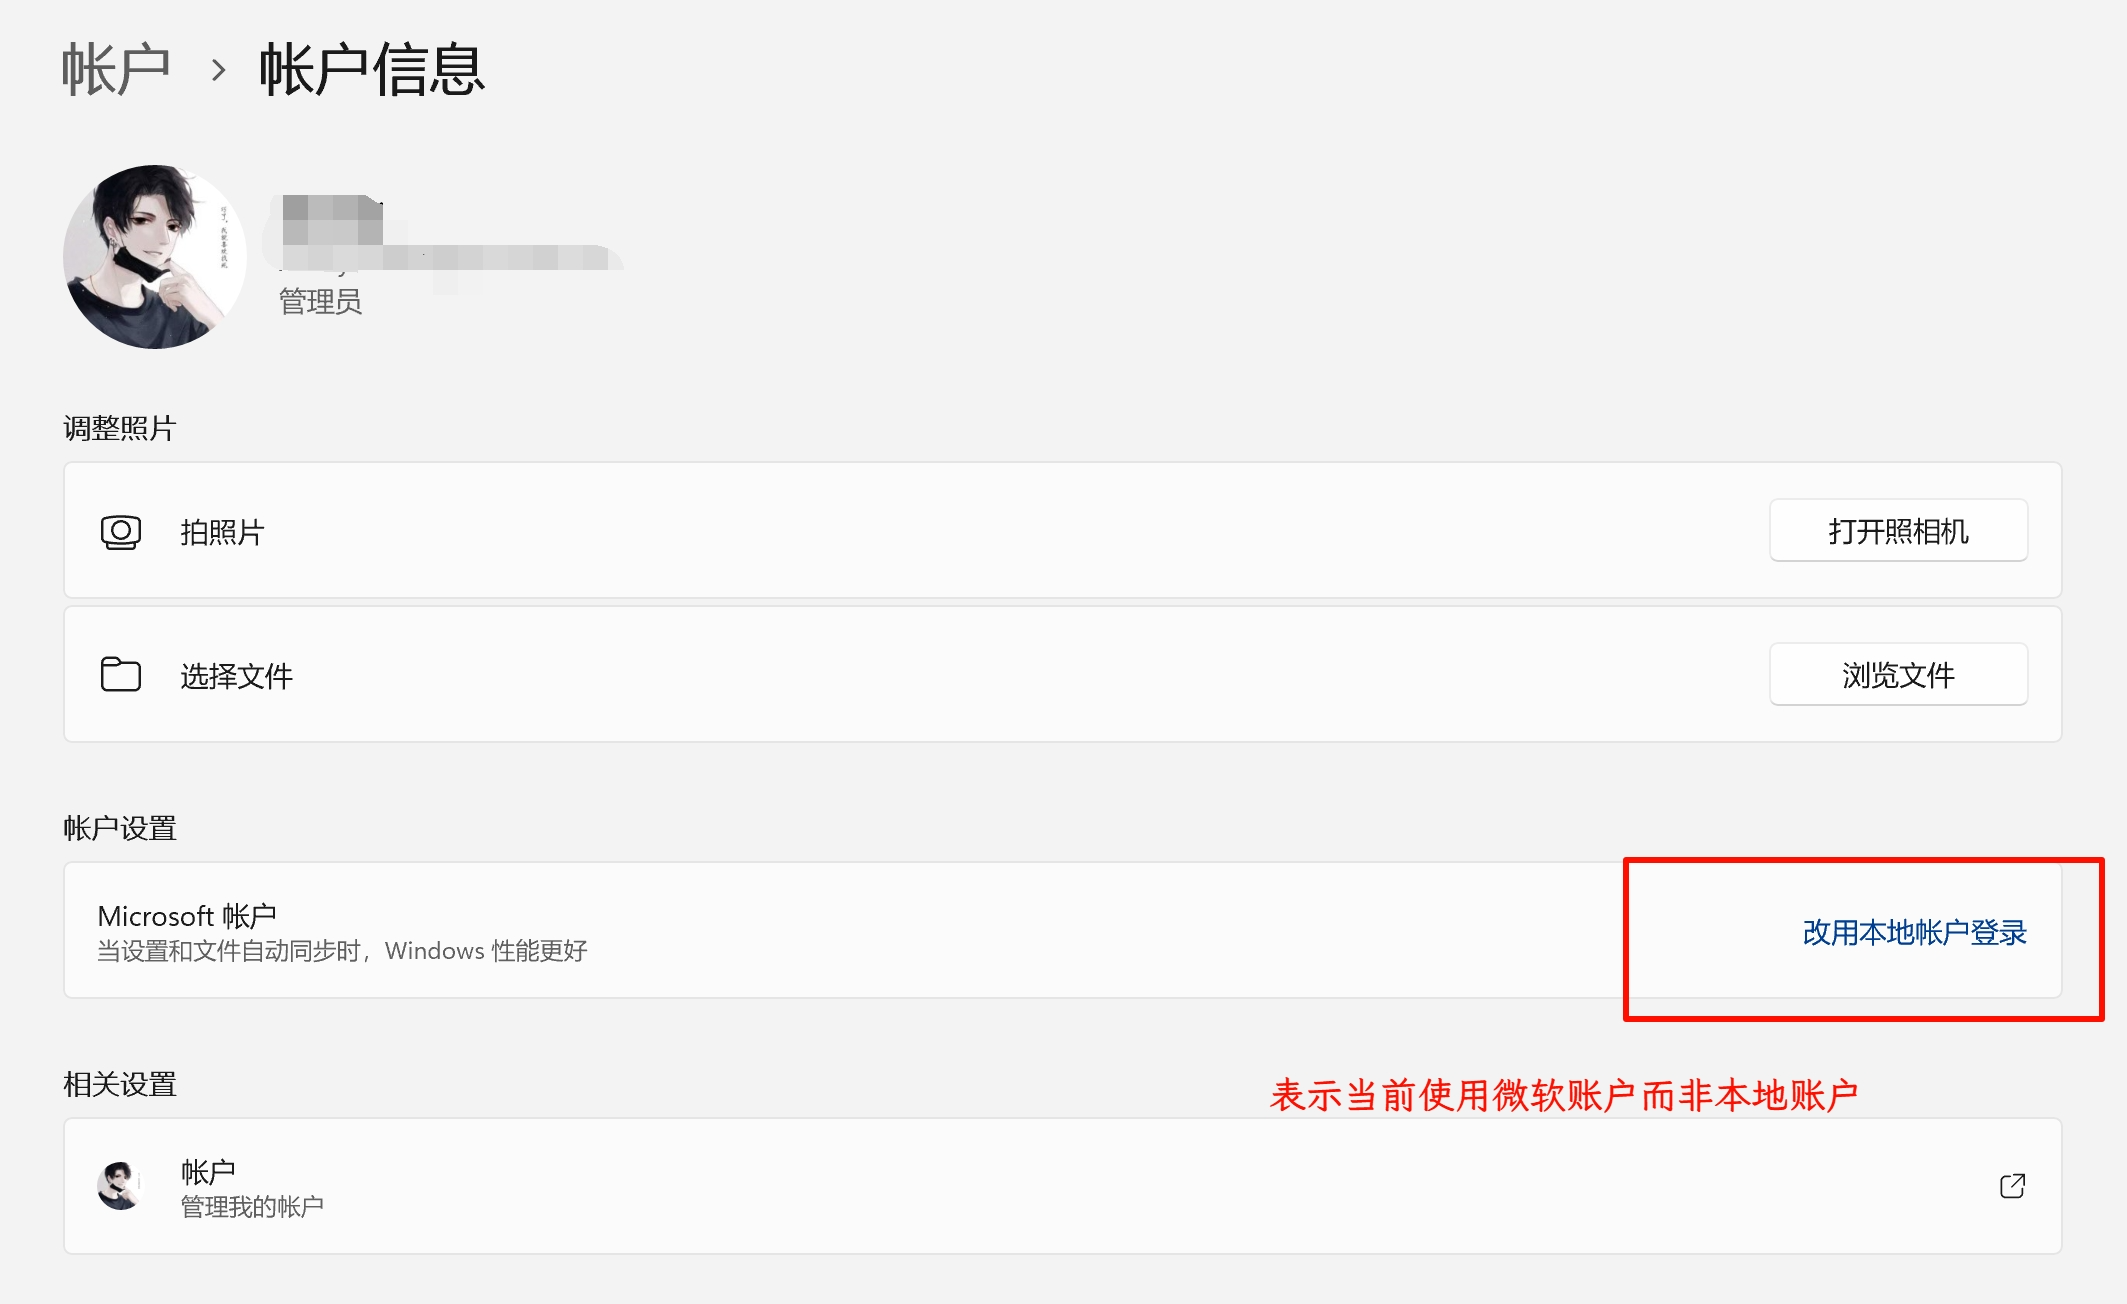 帐户 › 帐户信息
管理员
调整照片
拍照片
打开照相机
选择文件
浏览文件
帐户设置
Microsoft 帐户
当设置和文件自动同步时，Windows 性能更好
改用本地帐户登录
相关设置
表示当前使用微软账户而非本地账户
帐户
管理我的帐户